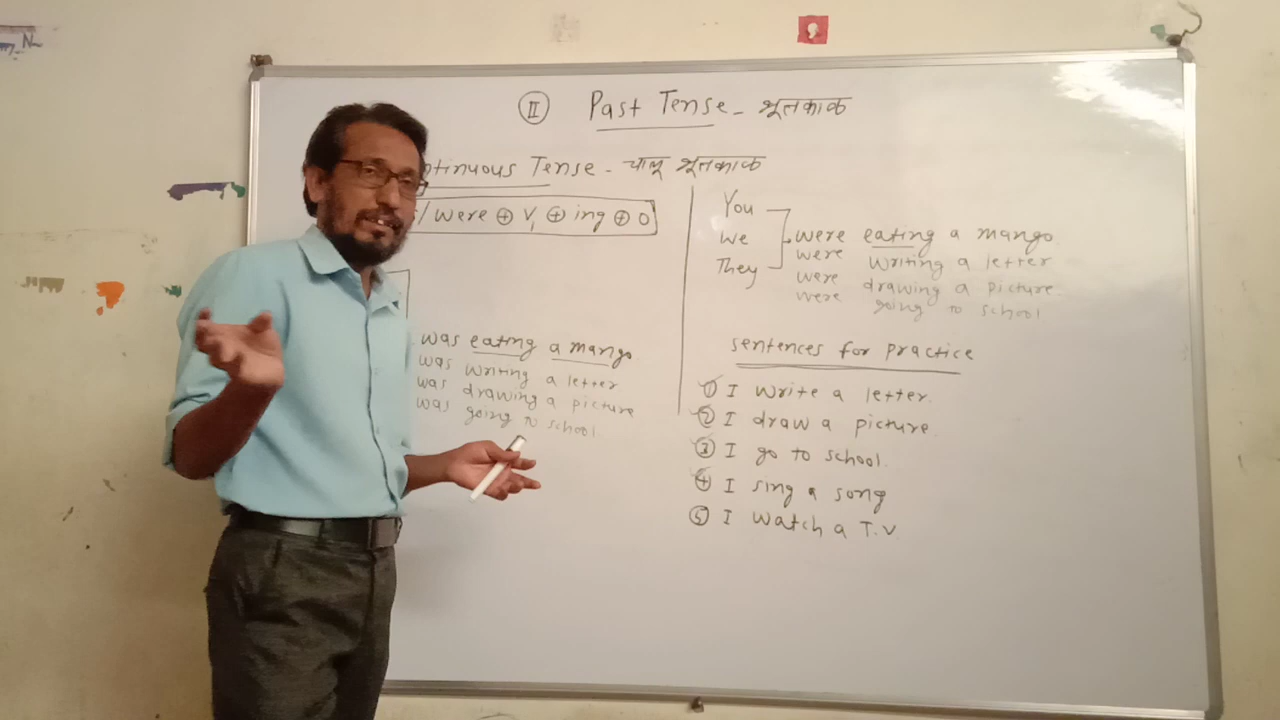 II Past Tense - भूतकाळ
ontinuous Tense - चालू भूतकाळ
/ were ⊕ V₁ ⊕ ing ⊕ O
was eating a mango
was writing a letter
was drawing a picture
was going to school
You
We
They
were eating a mango
were writing a letter
were drawing a picture
were going to school
sentences for practice
① I write a letter.
② I draw a picture.
③ I go to school.
④ I sing a song
⑤ I watch a T.V.